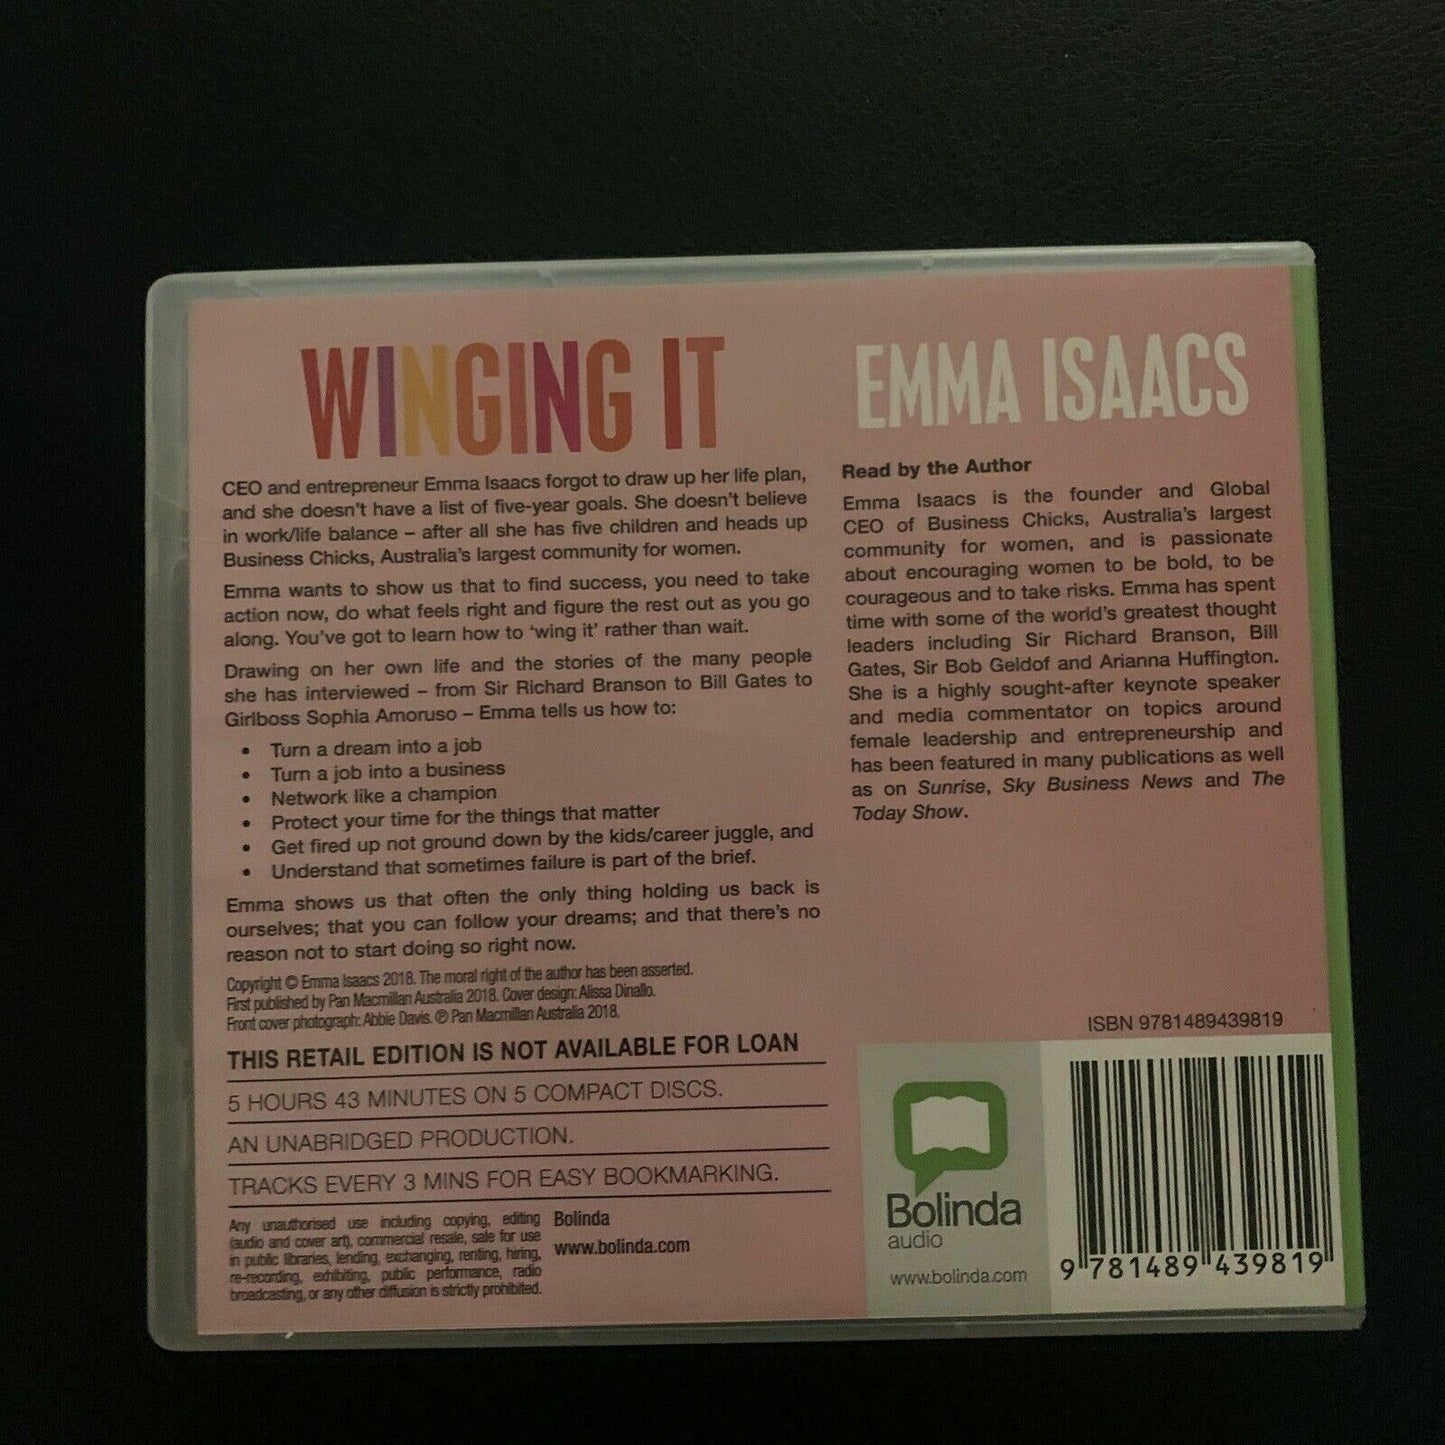 WINGING IT
CEO and entrepreneur Emma Isaacs forgot to draw up her life plan,
and she doesn't have a list of five-year goals. She doesn't believe
in work/life balance – after all she has five children and heads up
Business Chicks, Australia's largest community for women.
Emma wants to show us that to find success, you need to take
action now, do what feels right and figure the rest out as you go
along. You've got to learn how to 'wing it' rather than wait.
Drawing on her own life and the stories of the many people
she has interviewed – from Sir Richard Branson to Bill Gates to
Girlboss Sophia Amoruso – Emma tells us how to:
• Turn a dream into a job
• Turn a job into a business
• Network like a champion
• Protect your time for the things that matter
• Get fired up not ground down by the kids/career juggle, and
• Understand that sometimes failure is part of the brief.
Emma shows us that often the only thing holding us back is
ourselves; that you can follow your dreams; and that there's no
reason not to start doing so right now.
Copyright © Emma Isaacs 2018. The moral right of the author has been asserted.
First published by Pan Macmillan Australia 2018. Cover design: Alissa Dinallo.
Front cover photograph: Abbie Davis. ℗ Pan Macmillan Australia 2018.
THIS RETAIL EDITION IS NOT AVAILABLE FOR LOAN
5 HOURS 43 MINUTES ON 5 COMPACT DISCS.
AN UNABRIDGED PRODUCTION.
TRACKS EVERY 3 MINS FOR EASY BOOKMARKING.
Any unauthorised use including copying, editing
(audio and cover art), commercial resale, sale for use
in public libraries, lending, exchanging, renting, hiring,
re-recording, exhibiting, public performance, radio
broadcasting, or any other diffusion is strictly prohibited.
Bolinda
www.bolinda.com
EMMA ISAACS
Read by the Author
Emma Isaacs is the founder and Global
CEO of Business Chicks, Australia's largest
community for women, and is passionate
about encouraging women to be bold, to be
courageous and to take risks. Emma has spent
time with some of the world's greatest thought
leaders including Sir Richard Branson, Bill
Gates, Sir Bob Geldof and Arianna Huffington.
She is a highly sought-after keynote speaker
and media commentator on topics around
female leadership and entrepreneurship and
has been featured in many publications as well
as on Sunrise, Sky Business News and The
Today Show.
ISBN 9781489439819
Bolinda
audio
www.bolinda.com
9 781489 439819